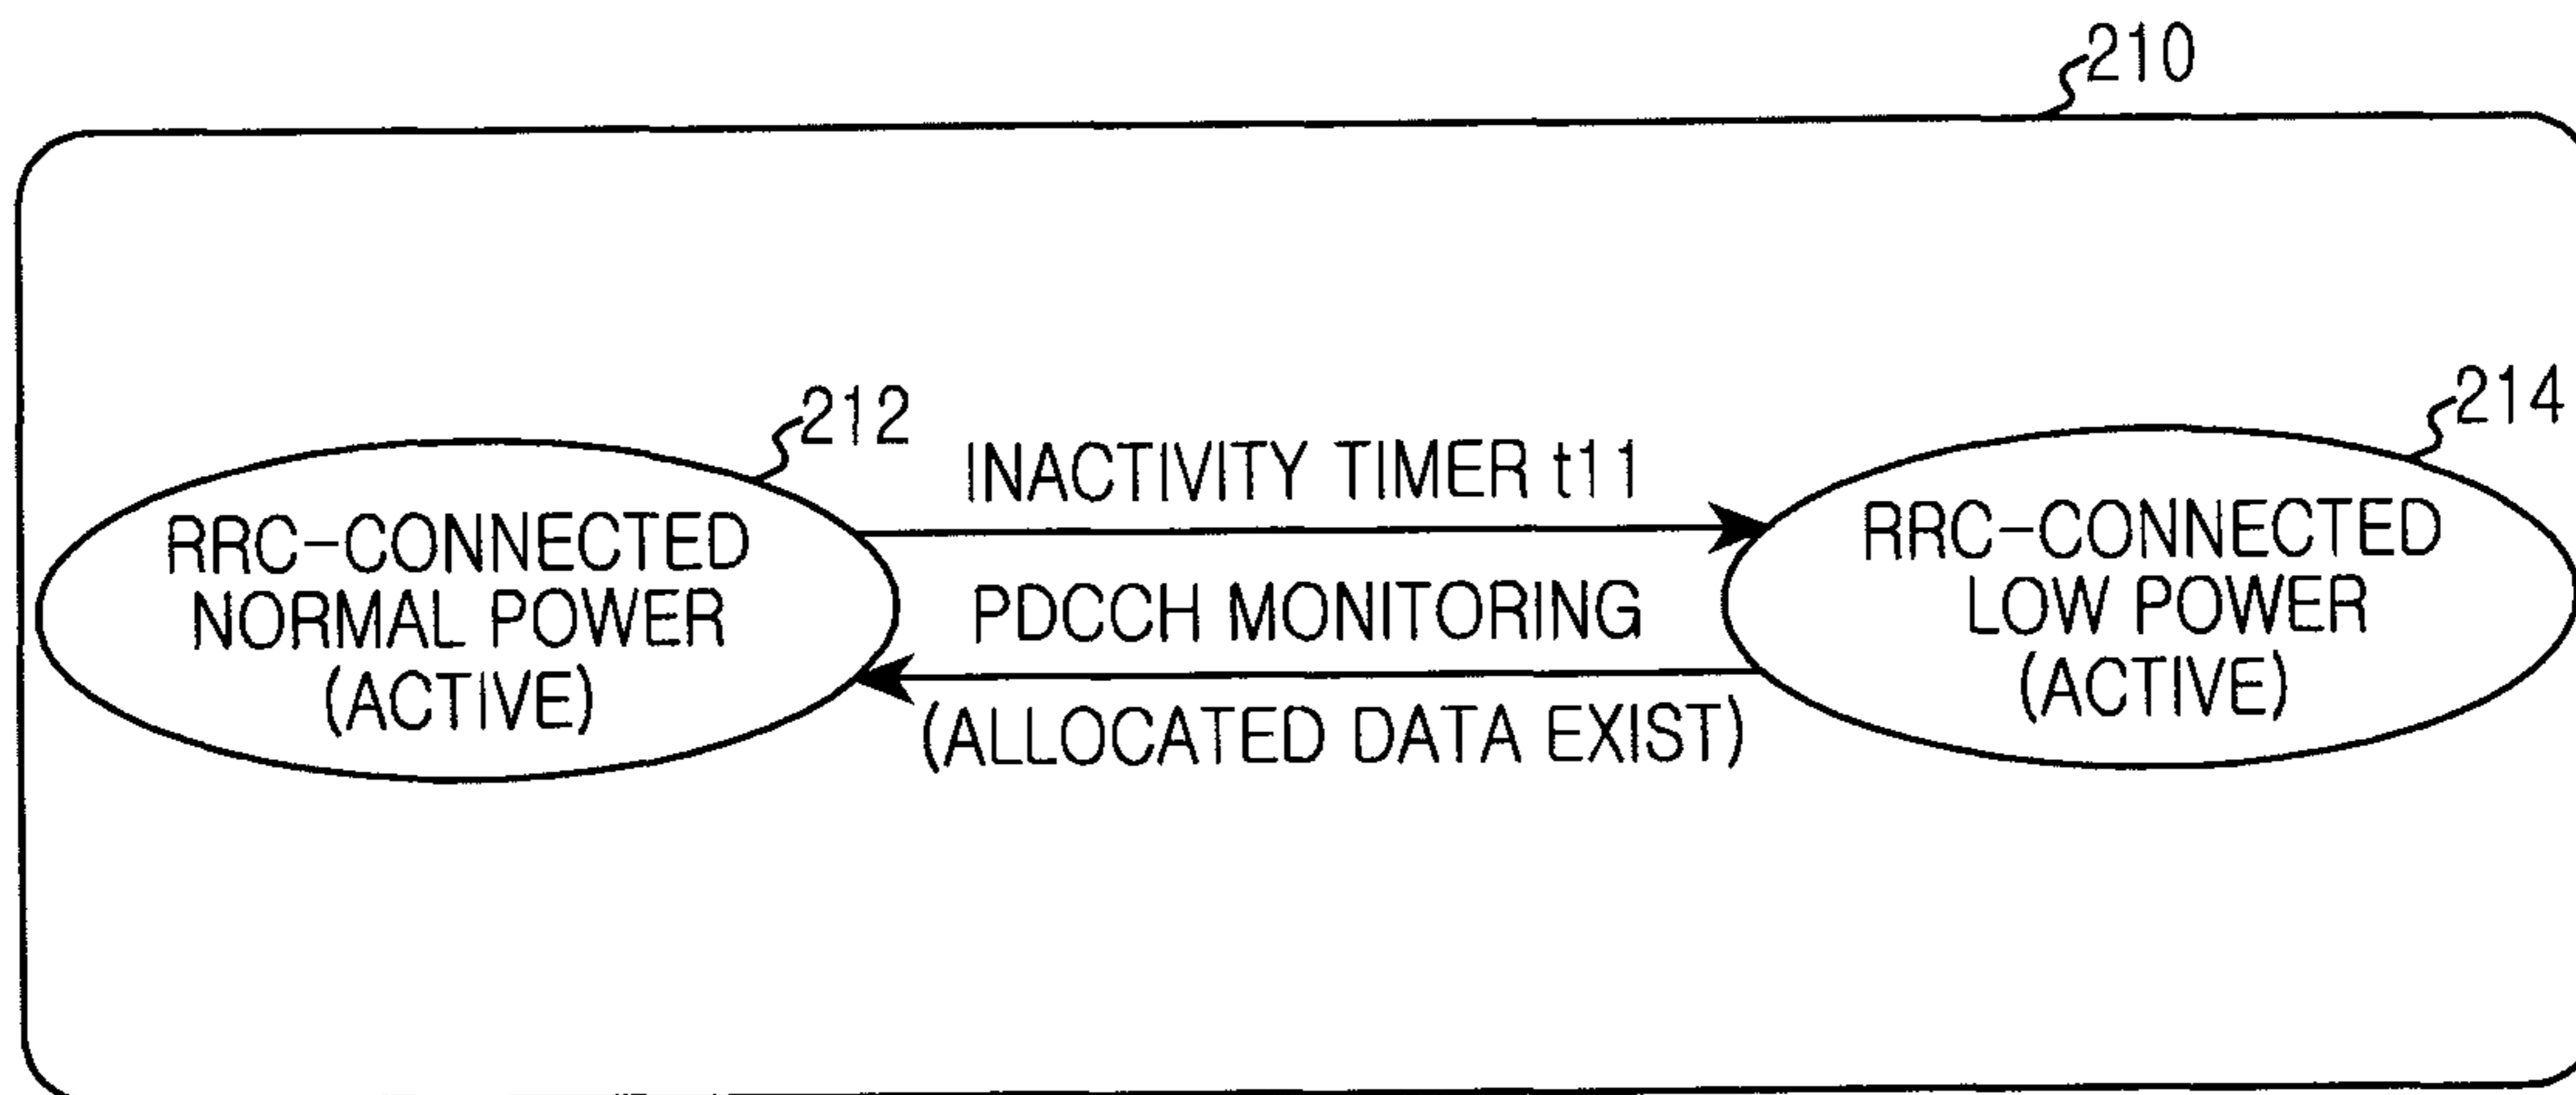 210
212
214
INACTIVITY TIMER t11
RRC-CONNECTED
NORMAL POWER
(ACTIVE)
PDCCH MONITORING
(ALLOCATED DATA EXIST)
RRC-CONNECTED
LOW POWER
(ACTIVE)